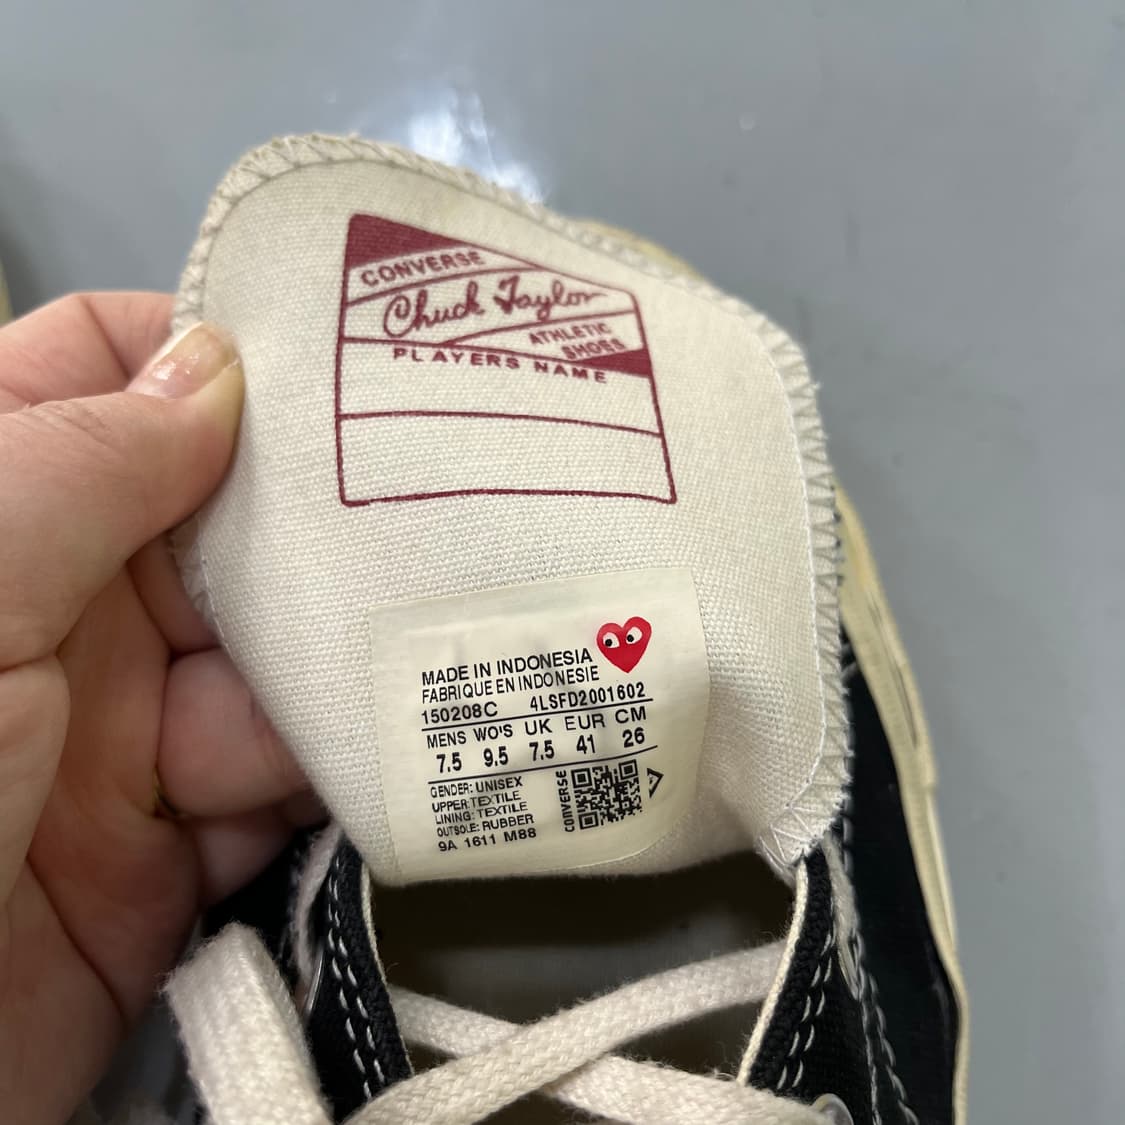 CONVERSE
Chuck Taylor
ATHLETIC
SHOES
PLAYERS NAME
MADE IN INDONESIA
FABRIQUE EN INDONESIE
150208C 4LSFD2001602
MENS WO'S UK EUR CM
7.5 9.5 7.5 41 26
GENDER: UNISEX
UPPER: TEXTILE
LINING: TEXTILE
OUTSOLE: RUBBER
9A 1611 M88
CONVERSE